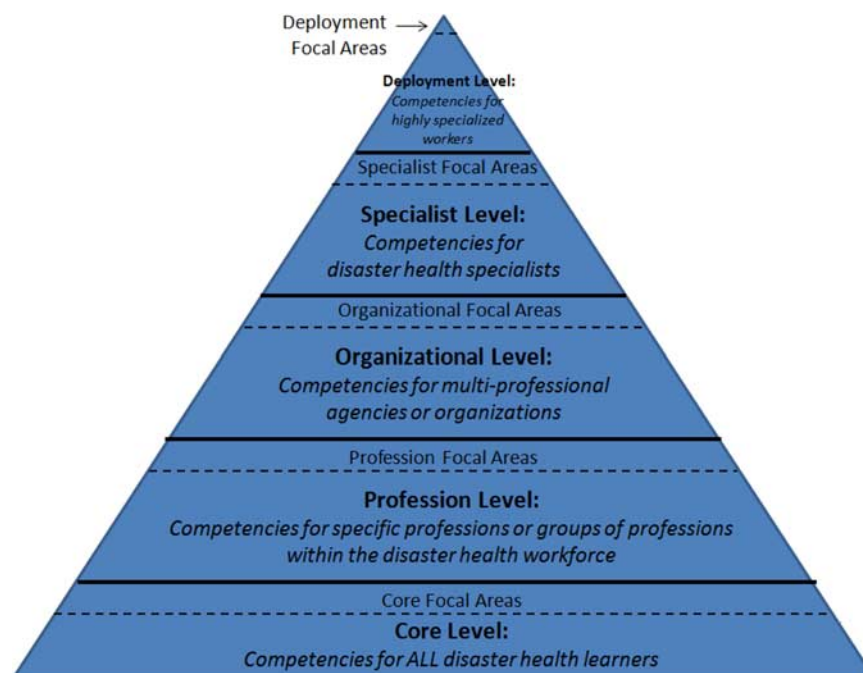 Deployment
Focal Areas
Deployment Level:
Competencies for
highly specialized
workers
Specialist Focal Areas
Specialist Level:
Competencies for
disaster health specialists
Organizational Focal Areas
Organizational Level:
Competencies for multi-professional
agencies or organizations
Profession Focal Areas
Profession Level:
Competencies for specific professions or groups of professions
within the disaster health workforce
Core Focal Areas
Core Level:
Competencies for ALL disaster health learners